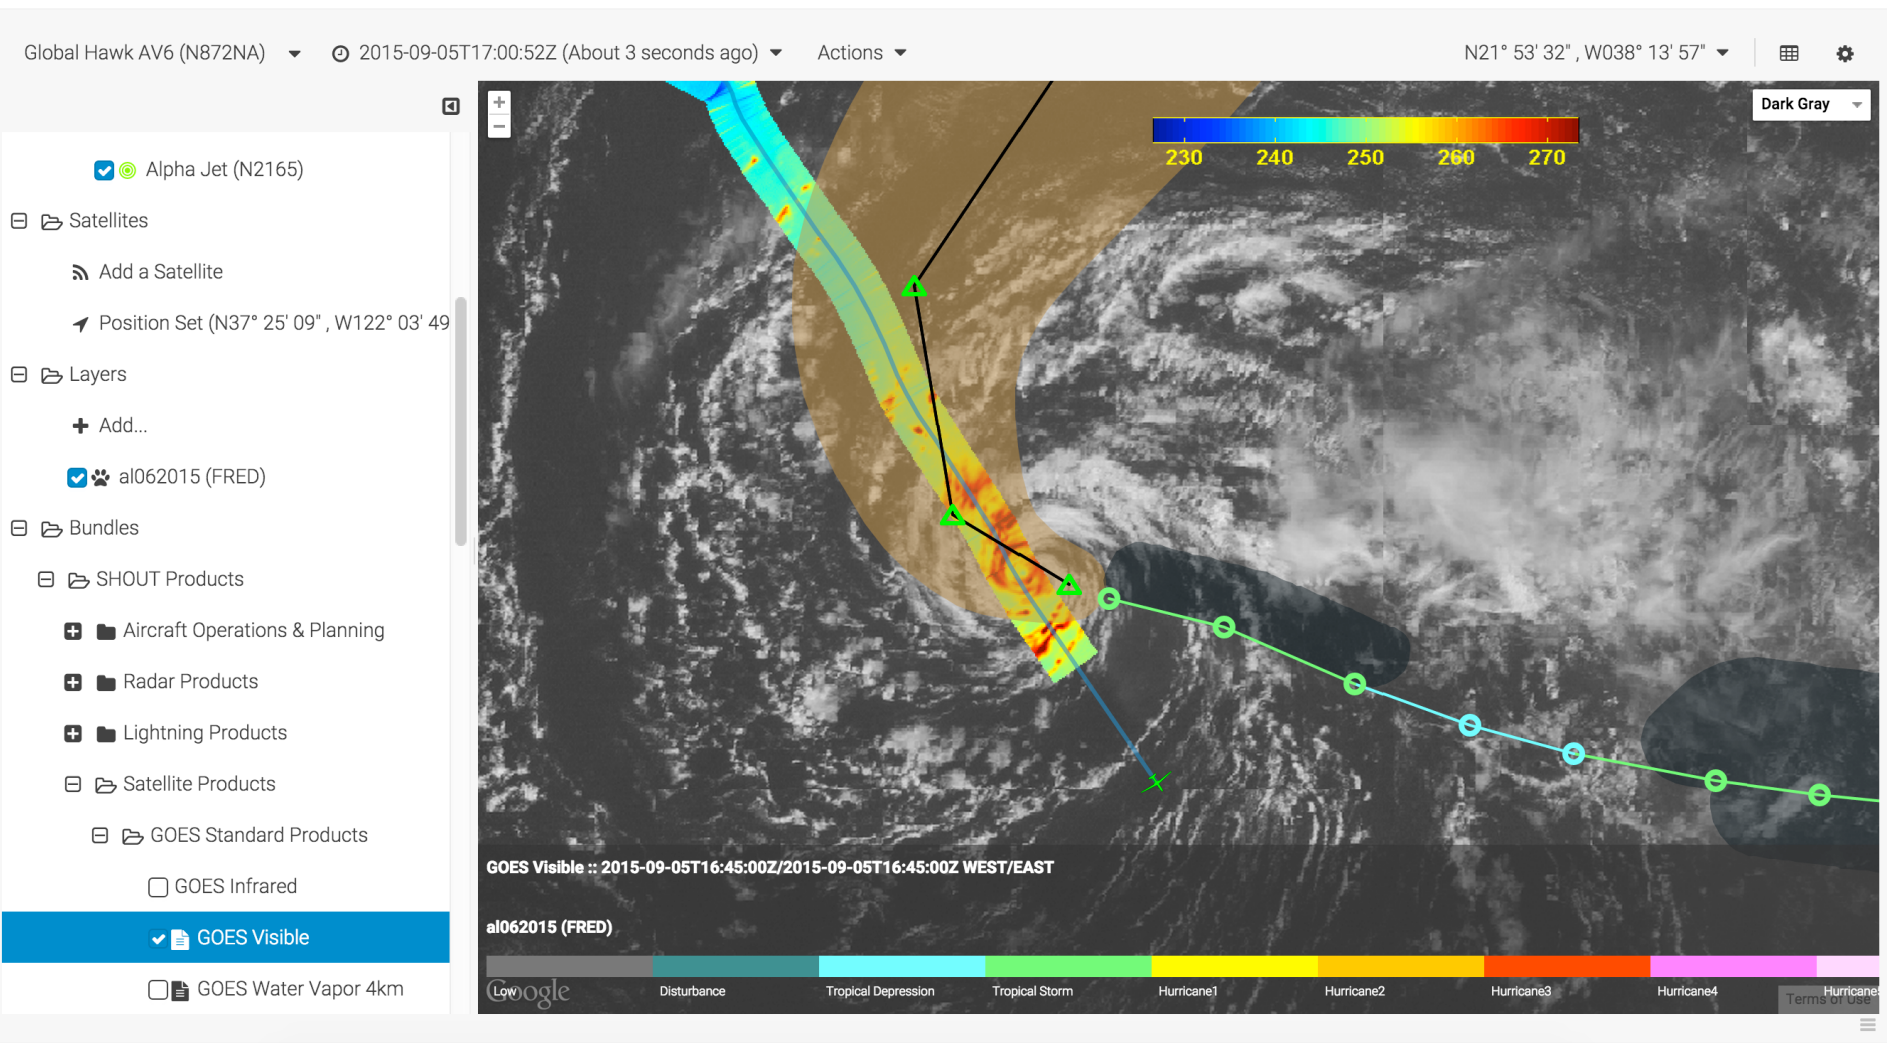 Global Hawk AV6 (N872NA)
2015-09-05T17:00:52Z (About 3 seconds ago)
Actions
N21° 53' 32" , W038° 13' 57"
Alpha Jet (N2165)
Satellites
Add a Satellite
Position Set (N37° 25' 09" , W122° 03' 49
Layers
Add...
al062015 (FRED)
Bundles
SHOUT Products
Aircraft Operations & Planning
Radar Products
Lightning Products
Satellite Products
GOES Standard Products
GOES Infrared
GOES Visible
GOES Water Vapor 4km
+
−
Dark Gray
230 240 250 260 270
GOES Visible :: 2015-09-05T16:45:00Z/2015-09-05T16:45:00Z WEST/EAST
al062015 (FRED)
Low Disturbance Tropical Depression Tropical Storm Hurricane1 Hurricane2 Hurricane3 Hurricane4 Hurricane5
Google
Terms of Use